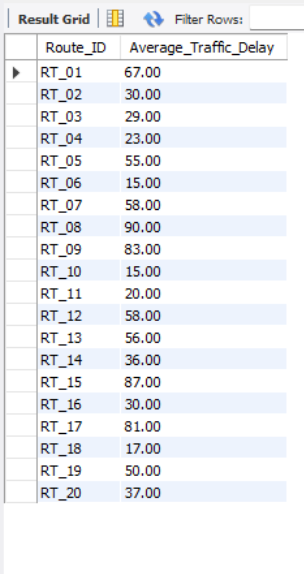 Result Grid Filter Rows:
Route_ID Average_Traffic_Delay
RT_01 67.00
RT_02 30.00
RT_03 29.00
RT_04 23.00
RT_05 55.00
RT_06 15.00
RT_07 58.00
RT_08 90.00
RT_09 83.00
RT_10 15.00
RT_11 20.00
RT_12 58.00
RT_13 56.00
RT_14 36.00
RT_15 87.00
RT_16 30.00
RT_17 81.00
RT_18 17.00
RT_19 50.00
RT_20 37.00